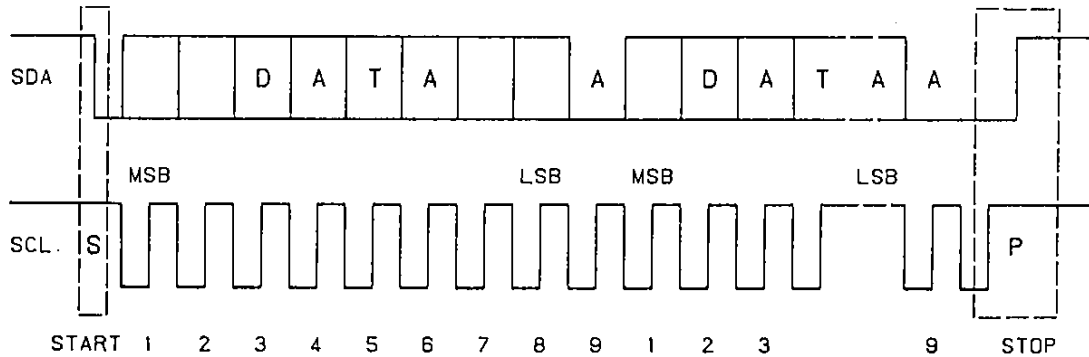 SDA D A T A A D A T A A
MSB LSB MSB LSB
SCL. S P
START 1 2 3 4 5 6 7 8 9 1 2 3 9 STOP